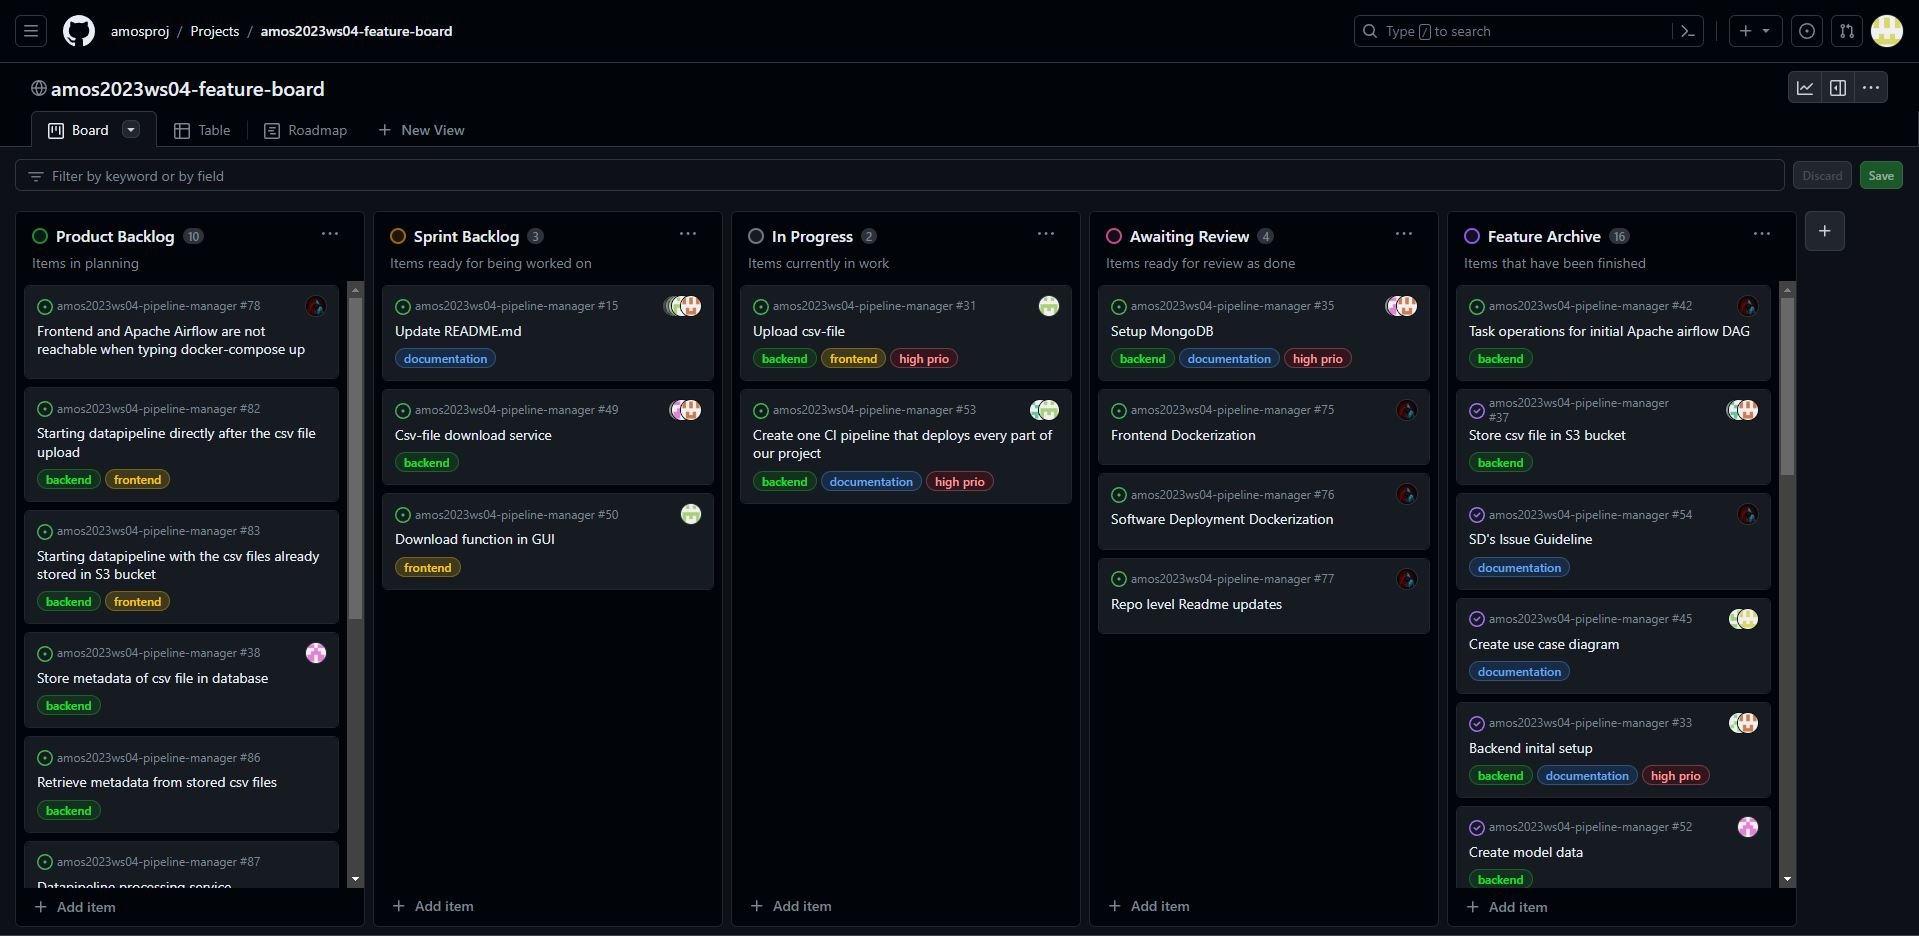 amosproj / Projects / amos2023ws04-feature-board
Type / to search
amos2023ws04-feature-board
Board
Table
Roadmap
New View
Filter by keyword or by field
Discard
Save
Product Backlog 10
Items in planning
amos2023ws04-pipeline-manager #78
Frontend and Apache Airflow are not
reachable when typing docker-compose up
amos2023ws04-pipeline-manager #82
Starting datapipeline directly after the csv file
upload
backend frontend
amos2023ws04-pipeline-manager #83
Starting datapipeline with the csv files already
stored in S3 bucket
backend frontend
amos2023ws04-pipeline-manager #38
Store metadata of csv file in database
backend
amos2023ws04-pipeline-manager #86
Retrieve metadata from stored csv files
backend
amos2023ws04-pipeline-manager #87
Datapipeline processing service
Add item
Sprint Backlog 3
Items ready for being worked on
amos2023ws04-pipeline-manager #15
Update README.md
documentation
amos2023ws04-pipeline-manager #49
Csv-file download service
backend
amos2023ws04-pipeline-manager #50
Download function in GUI
frontend
Add item
In Progress 2
Items currently in work
amos2023ws04-pipeline-manager #31
Upload csv-file
backend frontend high prio
amos2023ws04-pipeline-manager #53
Create one CI pipeline that deploys every part of
our project
backend documentation high prio
Add item
Awaiting Review 4
Items ready for review as done
amos2023ws04-pipeline-manager #35
Setup MongoDB
backend documentation high prio
amos2023ws04-pipeline-manager #75
Frontend Dockerization
amos2023ws04-pipeline-manager #76
Software Deployment Dockerization
amos2023ws04-pipeline-manager #77
Repo level Readme updates
Add item
Feature Archive 16
Items that have been finished
amos2023ws04-pipeline-manager #42
Task operations for initial Apache airflow DAG
backend
amos2023ws04-pipeline-manager
#37
Store csv file in S3 bucket
backend
amos2023ws04-pipeline-manager #54
SD's Issue Guideline
documentation
amos2023ws04-pipeline-manager #45
Create use case diagram
documentation
amos2023ws04-pipeline-manager #33
Backend inital setup
backend documentation high prio
amos2023ws04-pipeline-manager #52
Create model data
backend
Add item